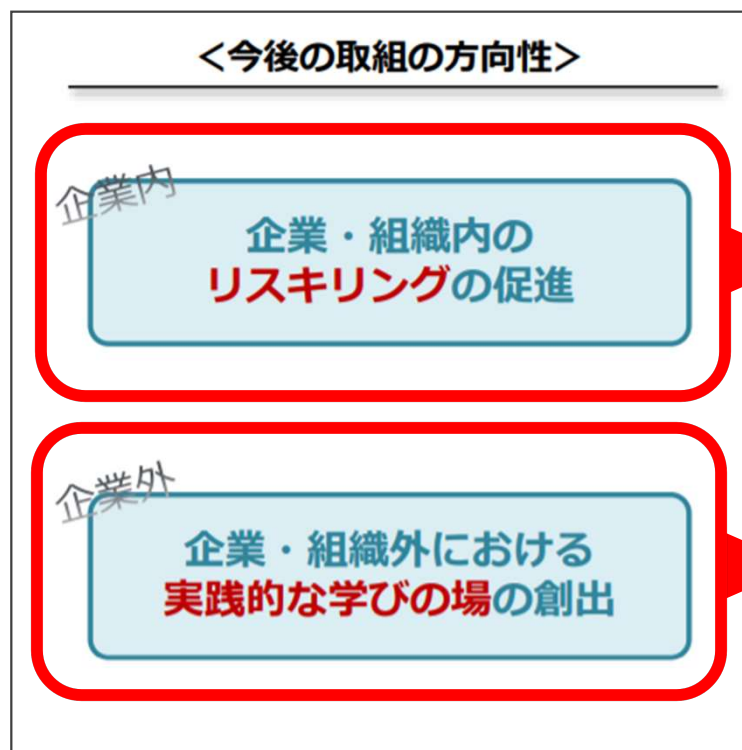 ＜今後の取組の方向性＞
企業内
企業・組織内の
リスキリングの促進
企業外
企業・組織外における
実践的な学びの場の創出